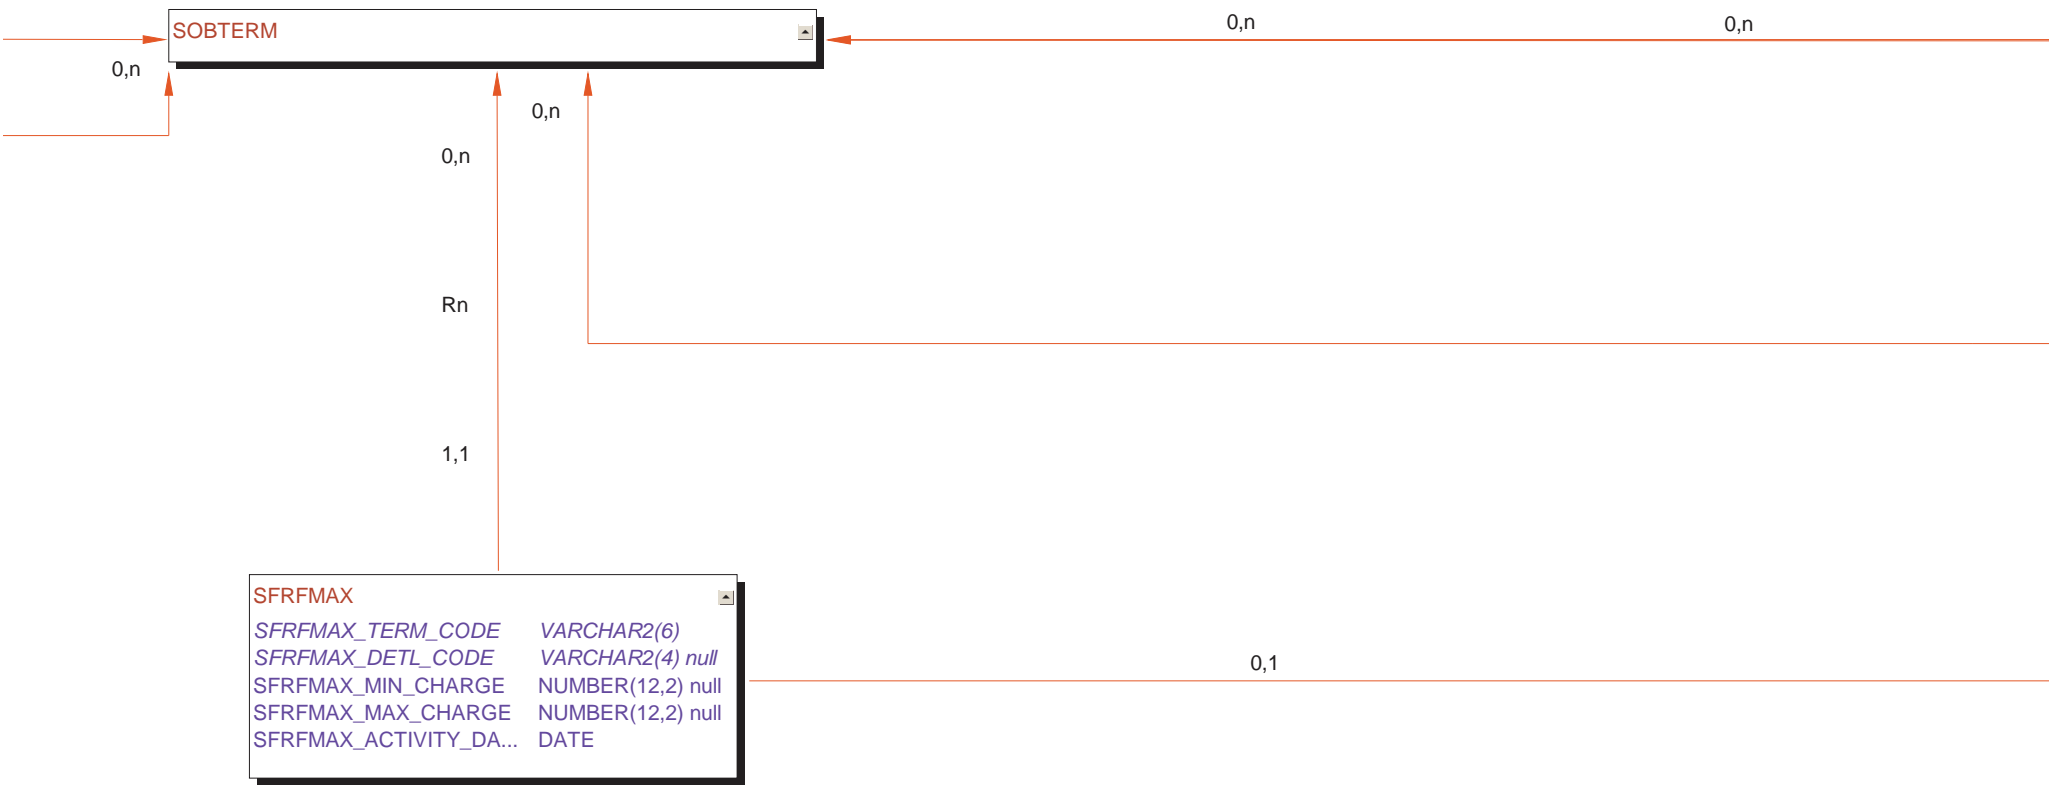 SOBTERM
0,n
0,n
0,n
0,n
0,n
Rn
1,1
SFRFMAX
SFRFMAX_TERM_CODE VARCHAR2(6)
SFRFMAX_DETL_CODE VARCHAR2(4) null
SFRFMAX_MIN_CHARGE NUMBER(12,2) null
SFRFMAX_MAX_CHARGE NUMBER(12,2) null
SFRFMAX_ACTIVITY_DA... DATE
0,1